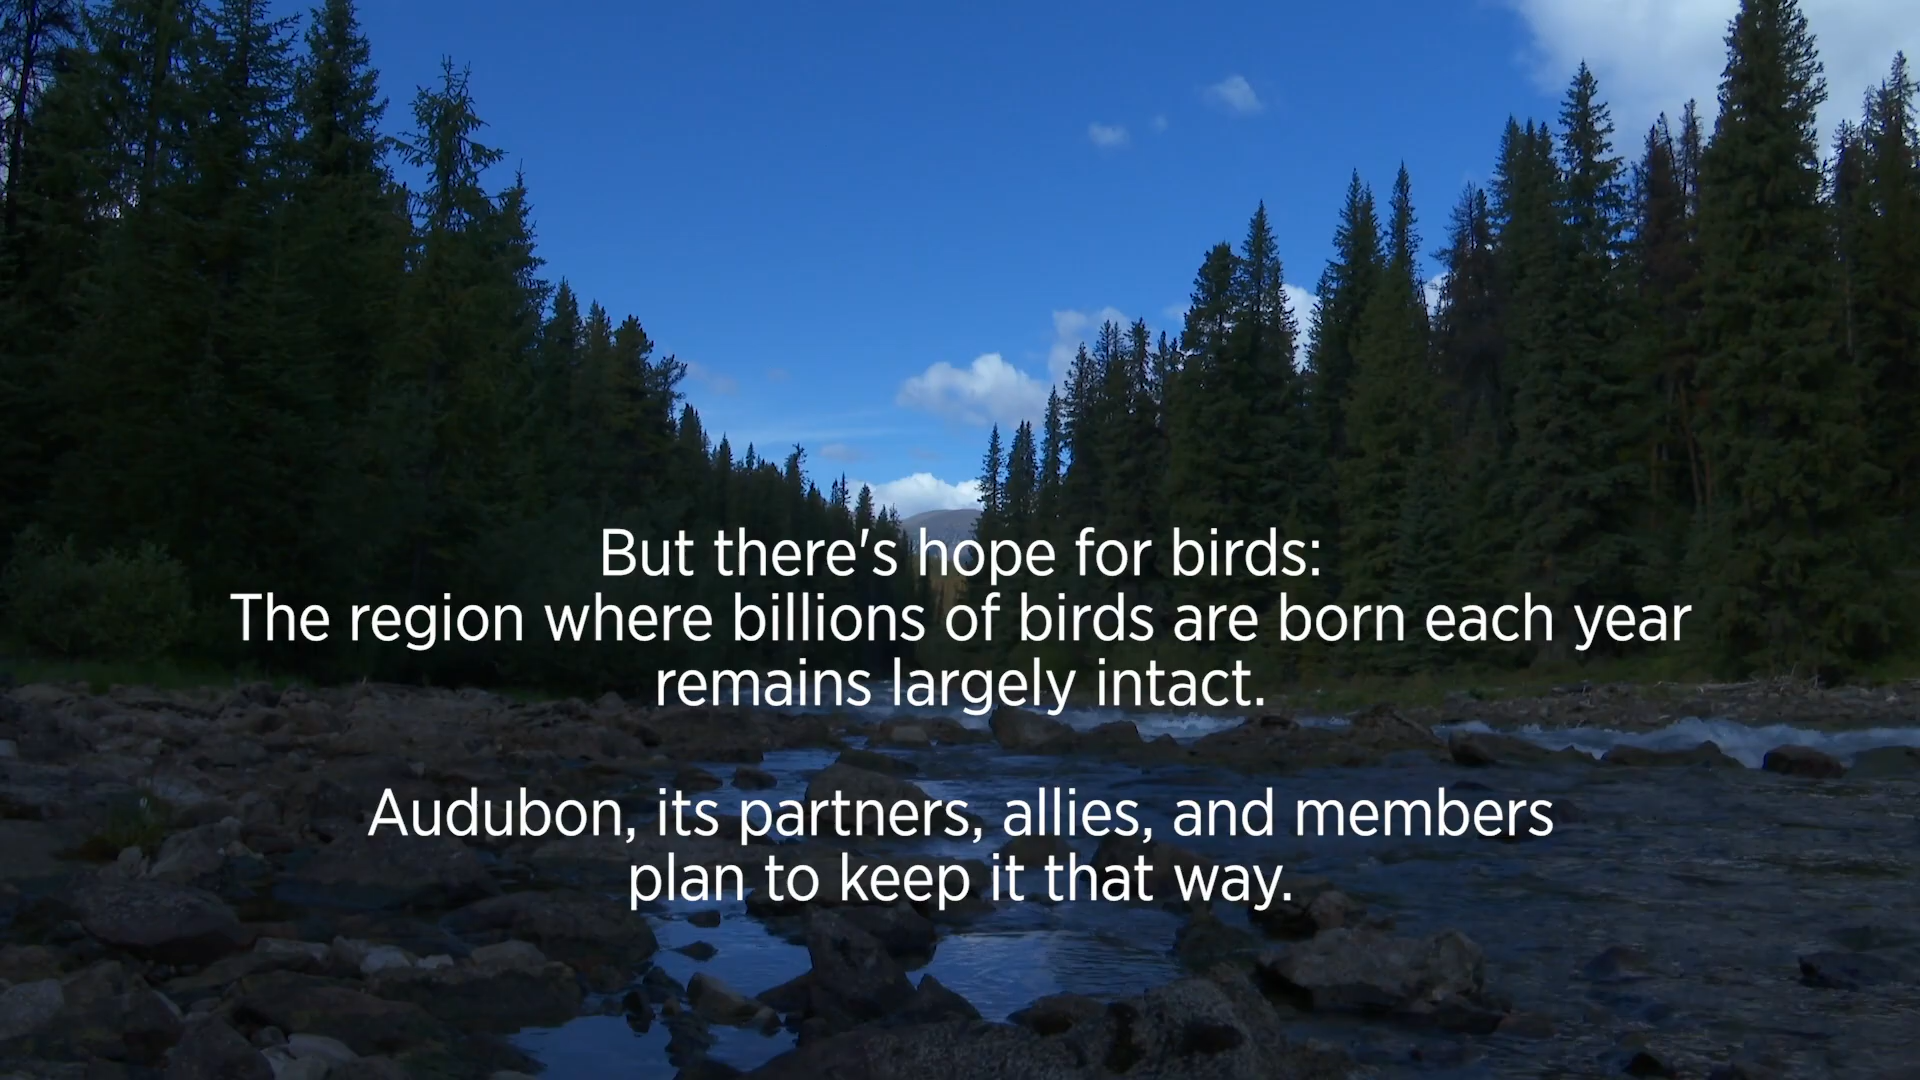 But there's hope for birds:
The region where billions of birds are born each year
remains largely intact.
Audubon, its partners, allies, and members
plan to keep it that way.